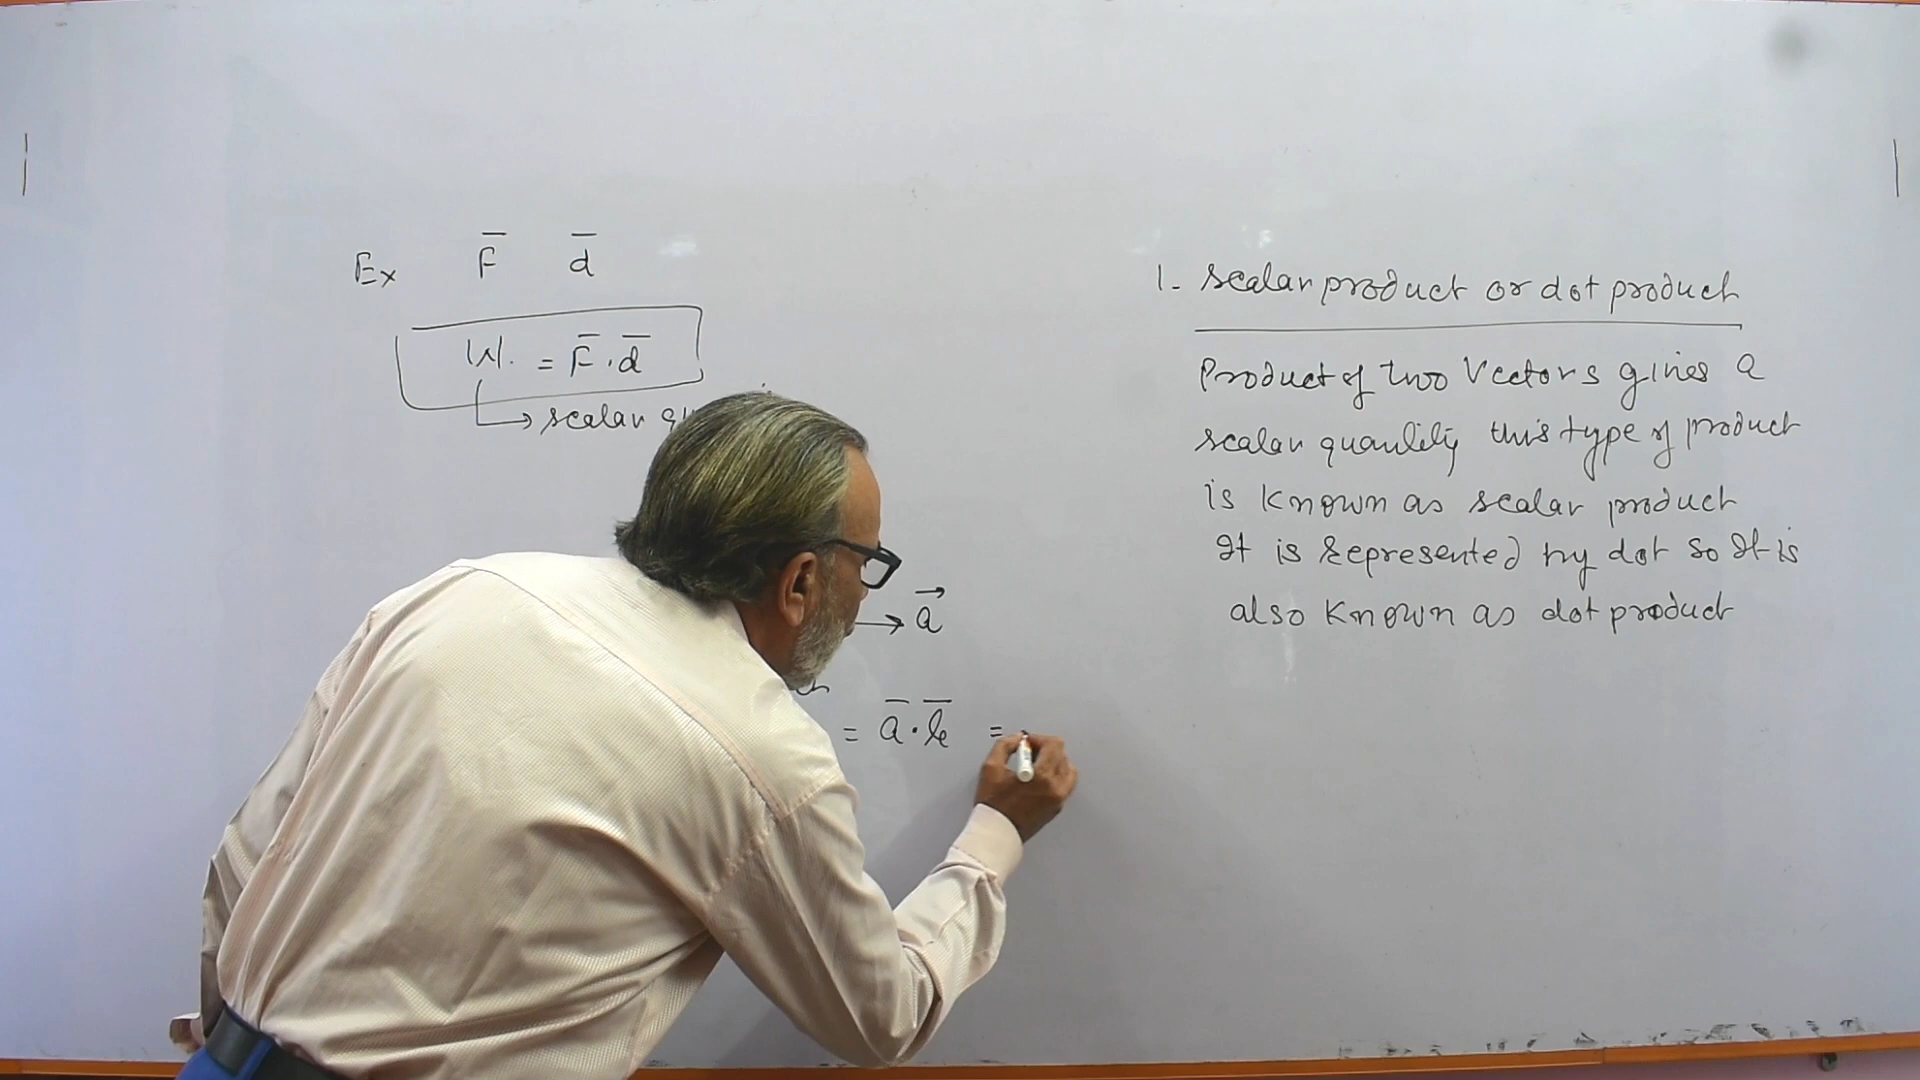 Ex F̅ d̅
W. = F̅ . d̅
→ scalar
→ a⃗
= a̅ . b̅ =
1- scalar product or dot product
Product of two Vectors gives a
scalar quantity this type of product
is known as scalar product
It is represented by dot so It is
also known as dot product